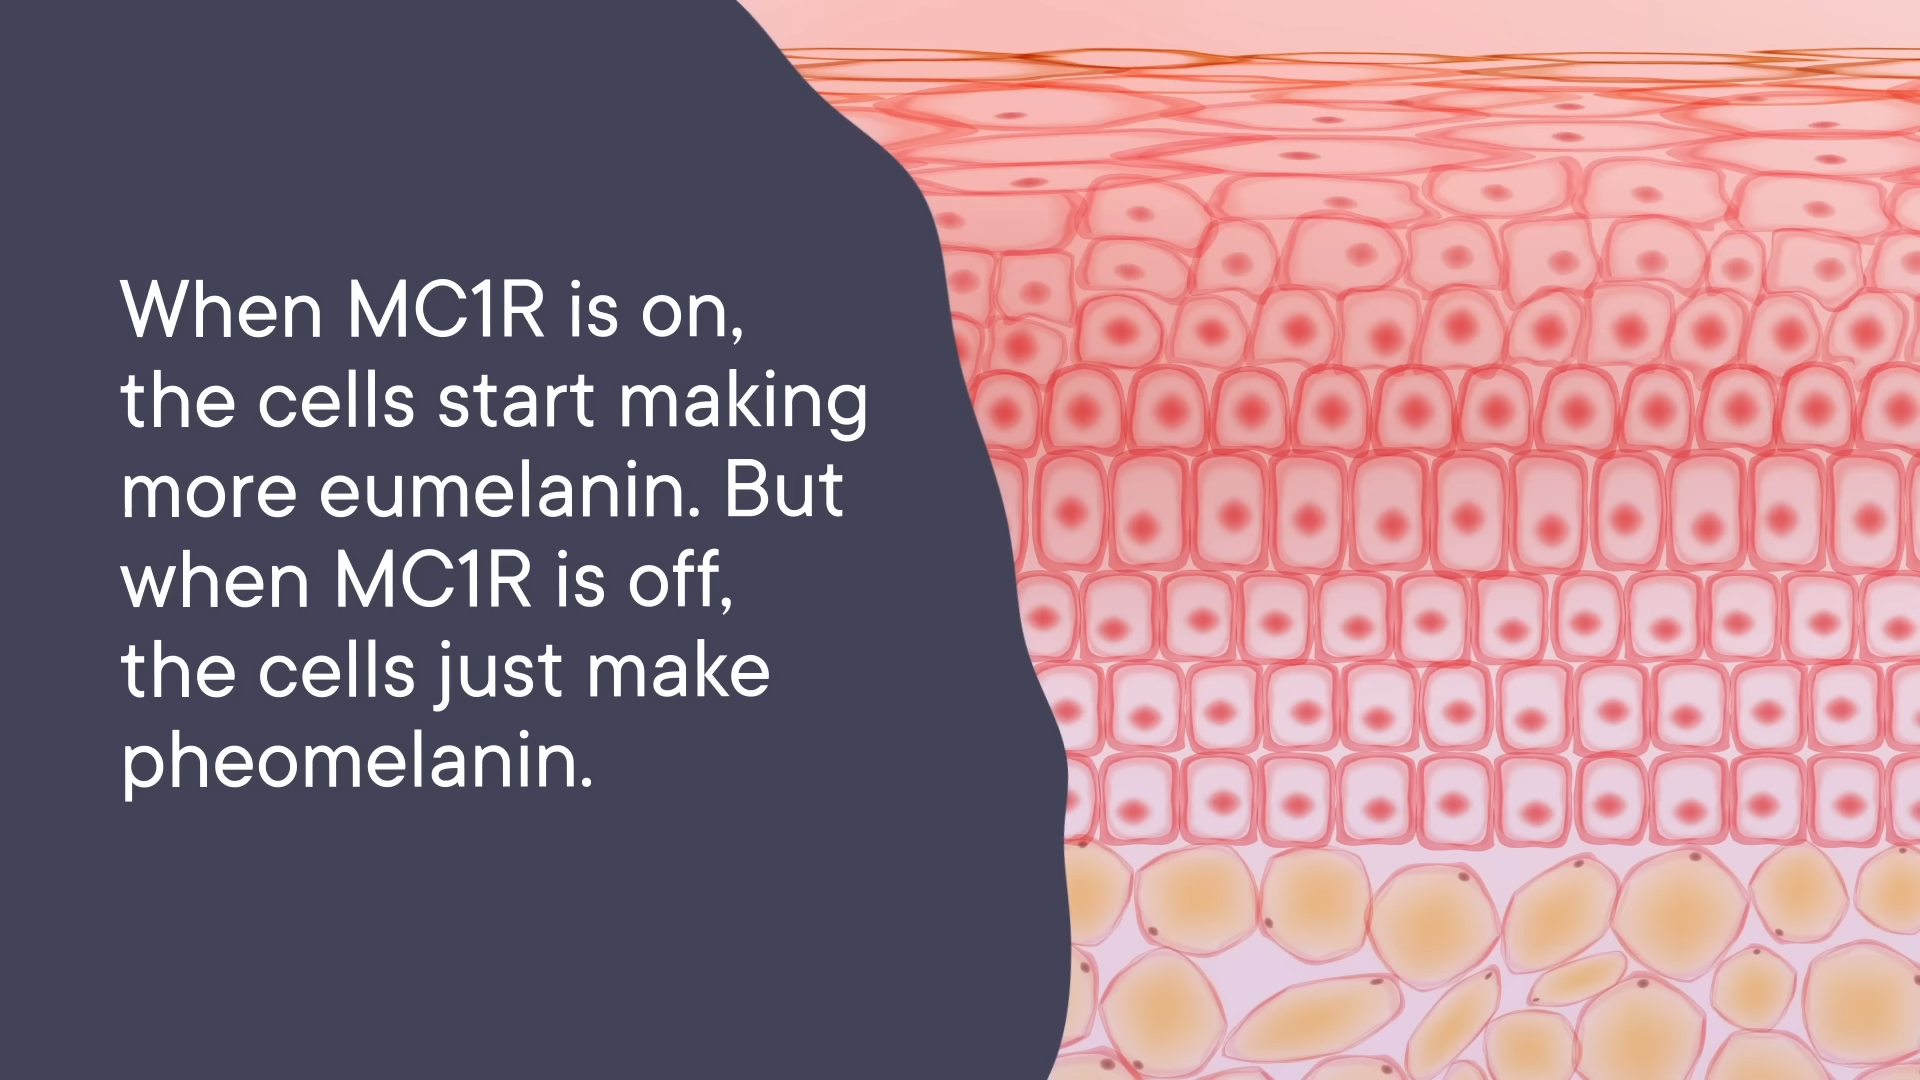 When MC1R is on,
the cells start making
more eumelanin. But
when MC1R is off,
the cells just make
pheomelanin.